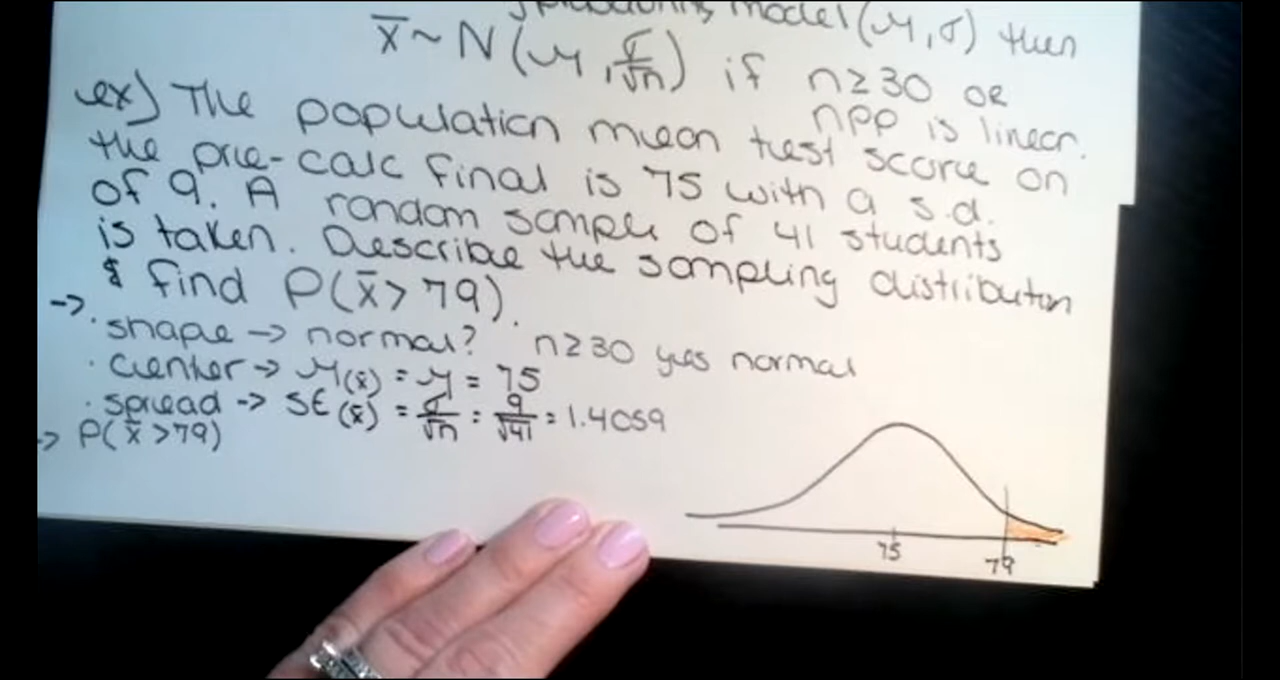 model (μ, σ) then
x̄ ~ N(μ, σ/√n) if n ≥ 30 OR
npp is linear.
ex) The population mean test score on
the pre-calc final is 75 with a s.d.
of 9. A random sample of 41 students
is taken. Describe the sampling distribution
& find P(x̄ > 79).
-> · shape -> normal? n ≥ 30 yes normal
· center -> μ(x̄) = μ = 75
· spread -> SE(x̄) = σ/√n = 9/√41 = 1.4059
-> P(x̄ > 79)
75
79